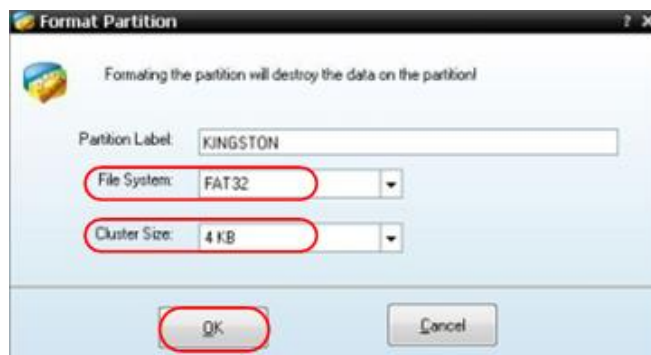 Format Partition ? X
Formating the partition will destroy the data on the partition!
Partition Label: KINGSTON
File System: FAT32
Cluster Size: 4 KB
OK Cancel